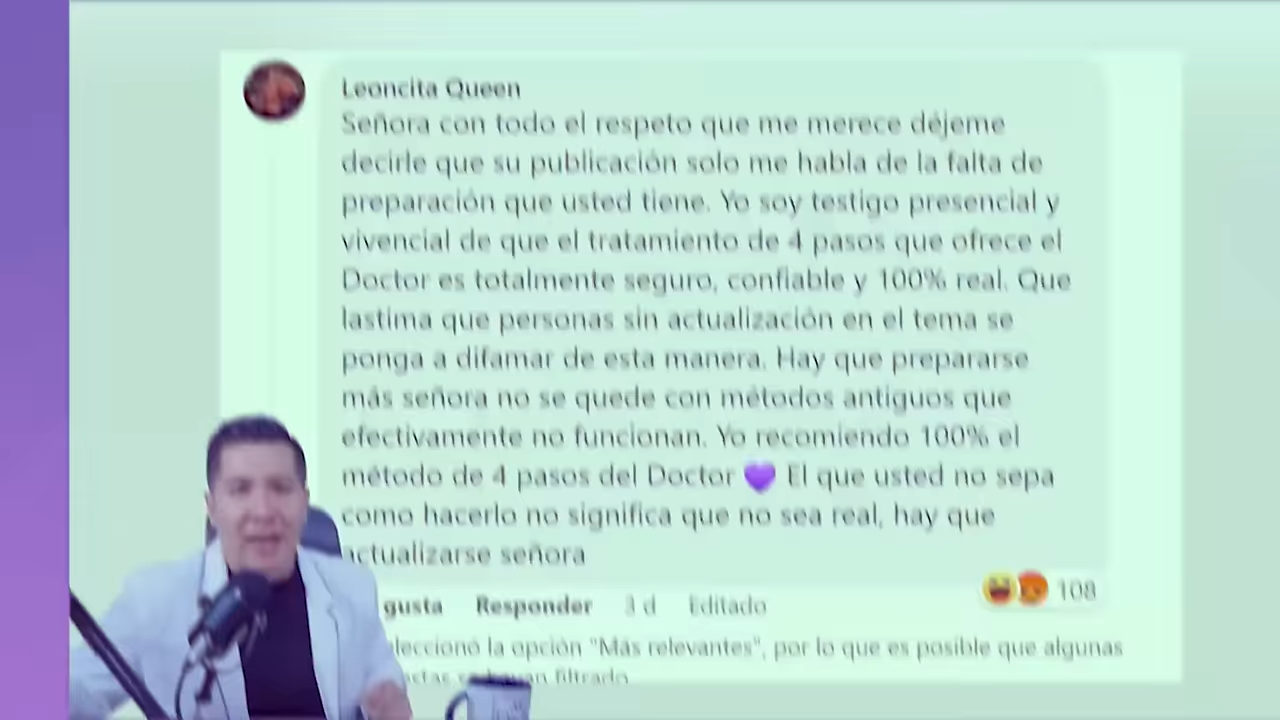 Leoncita Queen
Señora con todo el respeto que me merece déjeme
decirle que su publicación solo me habla de la falta de
preparación que usted tiene. Yo soy testigo presencial y
vivencial de que el tratamiento de 4 pasos que ofrece el
Doctor es totalmente seguro, confiable y 100% real. Que
lastima que personas sin actualización en el tema se
ponga a difamar de esta manera. Hay que prepararse
más señora no se quede con métodos antiguos que
efectivamente no funcionan. Yo recomiendo 100% el
método de 4 pasos del Doctor 💜 El que usted no sepa
como hacerlo no significa que no sea real, hay que
actualizarse señora
108
gusta Responder 3 d Editado
eleccionó la opción "Más relevantes", por lo que es posible que algunas
filtrado